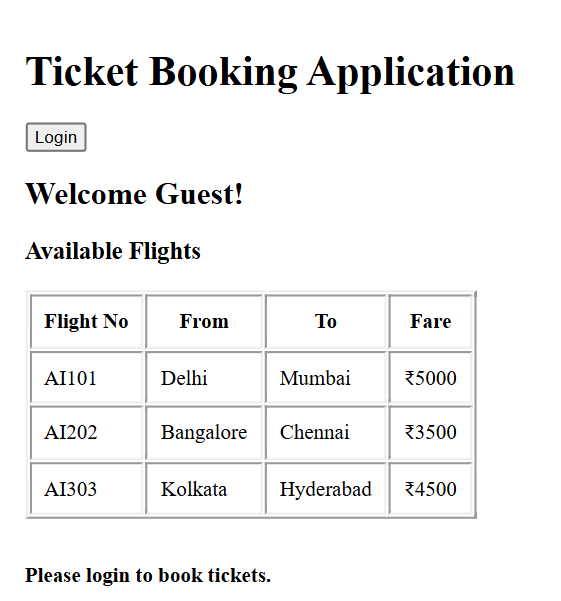 Ticket Booking Application
Login
Welcome Guest!
Available Flights
Flight No From To Fare
AI101 Delhi Mumbai ₹5000
AI202 Bangalore Chennai ₹3500
AI303 Kolkata Hyderabad ₹4500
Please login to book tickets.